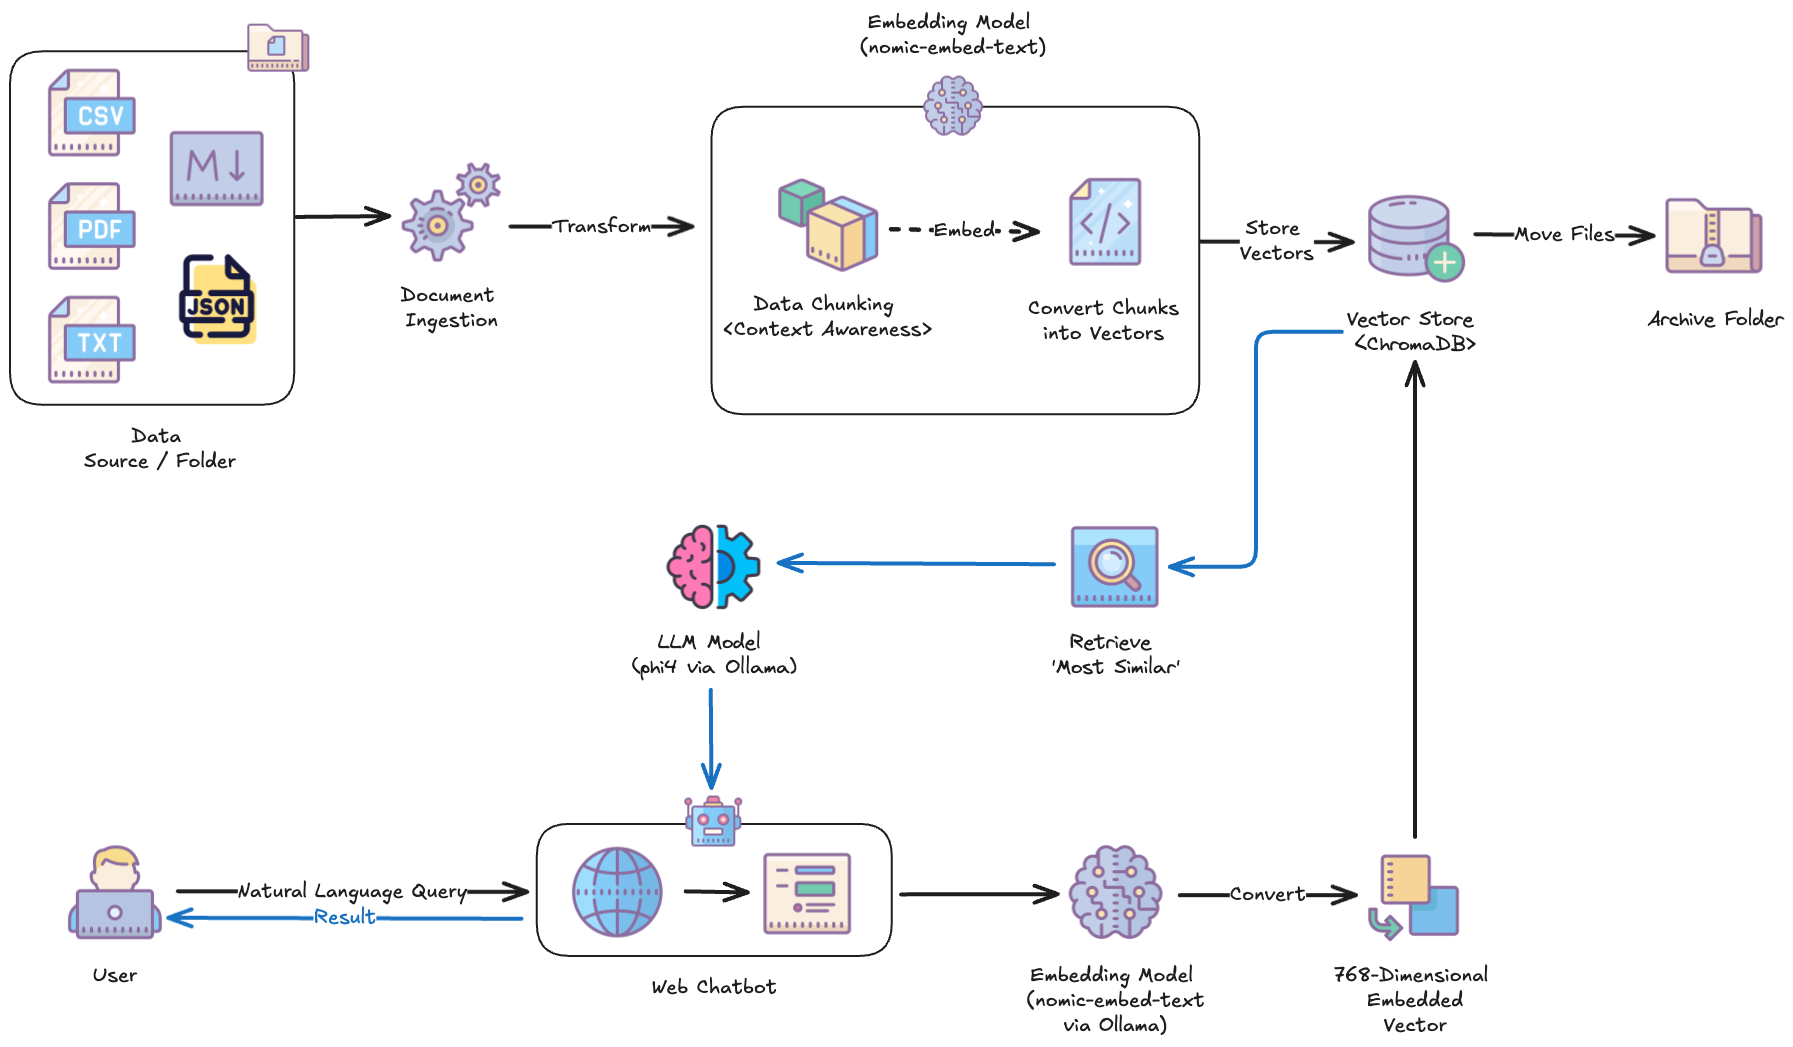 Embedding Model
(nomic-embed-text)
CSV
M
PDF
JSON
TXT
Data
Source / Folder
Document
Ingestion
Transform
Data Chunking
<Context Awareness>
Embed
Convert Chunks
into Vectors
Store
Vectors
Vector Store
<ChromaDB>
Move Files
Archive Folder
Retrieve
'Most Similar'
LLM Model
(phi4 via Ollama)
User
Natural Language Query
Result
Web Chatbot
Embedding Model
(nomic-embed-text
via Ollama)
Convert
768-Dimensional
Embedded
Vector